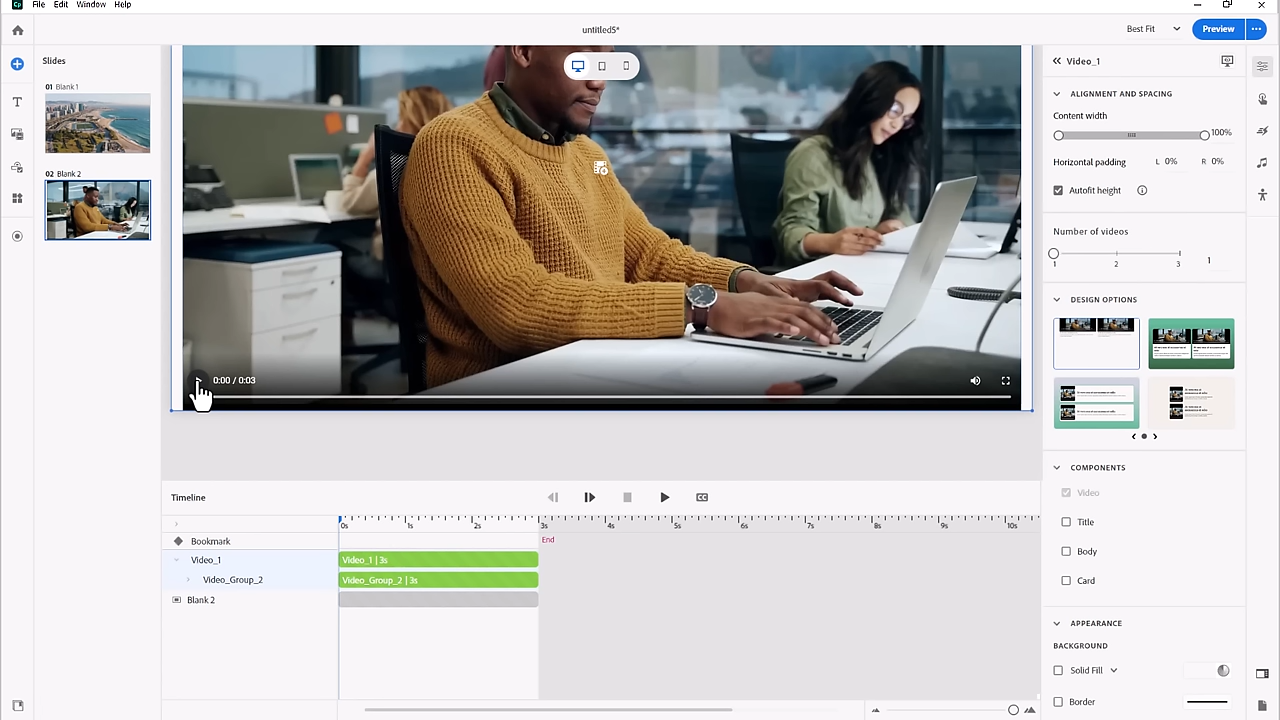 Cp File Edit Window Help
untitled5*
Best Fit
Preview
Slides
01 Blank 1
02 Blank 2
0:00 / 0:03
Video_1
ALIGNMENT AND SPACING
Content width
100%
Horizontal padding L 0% R 0%
Autofit height
Number of videos
1 2 3 1
DESIGN OPTIONS
COMPONENTS
Video
Title
Body
Card
APPEARANCE
BACKGROUND
Solid Fill
Border
Timeline
CC
0s 1s 2s 3s 4s 5s 6s 7s 8s 9s 10s
Bookmark End
Video_1 Video_1 | 3s
Video_Group_2 Video_Group_2 | 3s
Blank 2